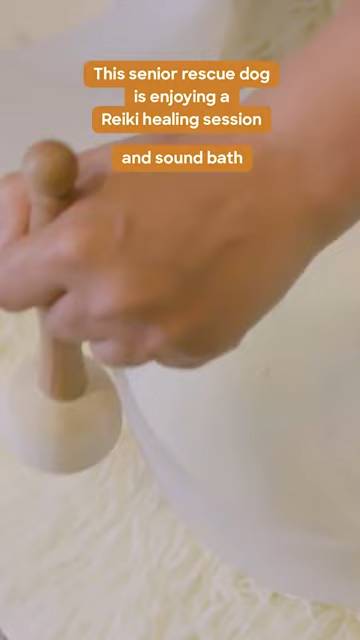 This senior rescue dog
is enjoying a
Reiki healing session
and sound bath